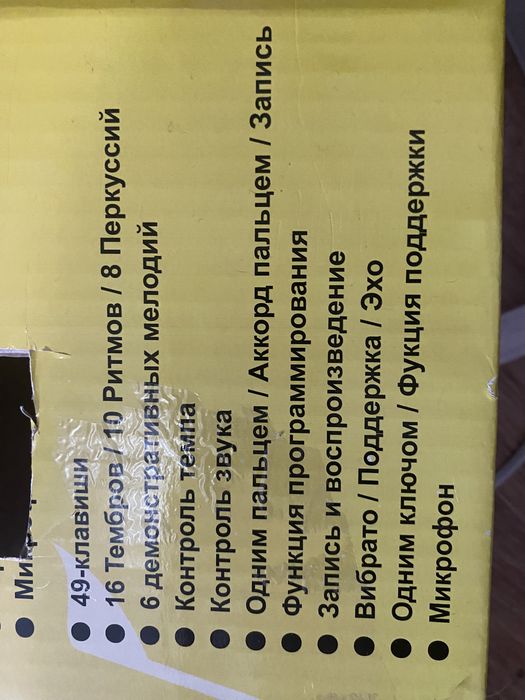 ● 49-клавиши
● 16 Тембров / 10 Ритмов / 8 Перкуссий
● 6 демонстративных мелодий
● Контроль темпа
● Контроль звука
● Одним пальцем / Аккорд пальцем / Запись
● Функция программирования
● Запись и воспроизведение
● Вибрато / Поддержка / Эхо
● Одним ключом / Фукция поддержки
● Микрофон